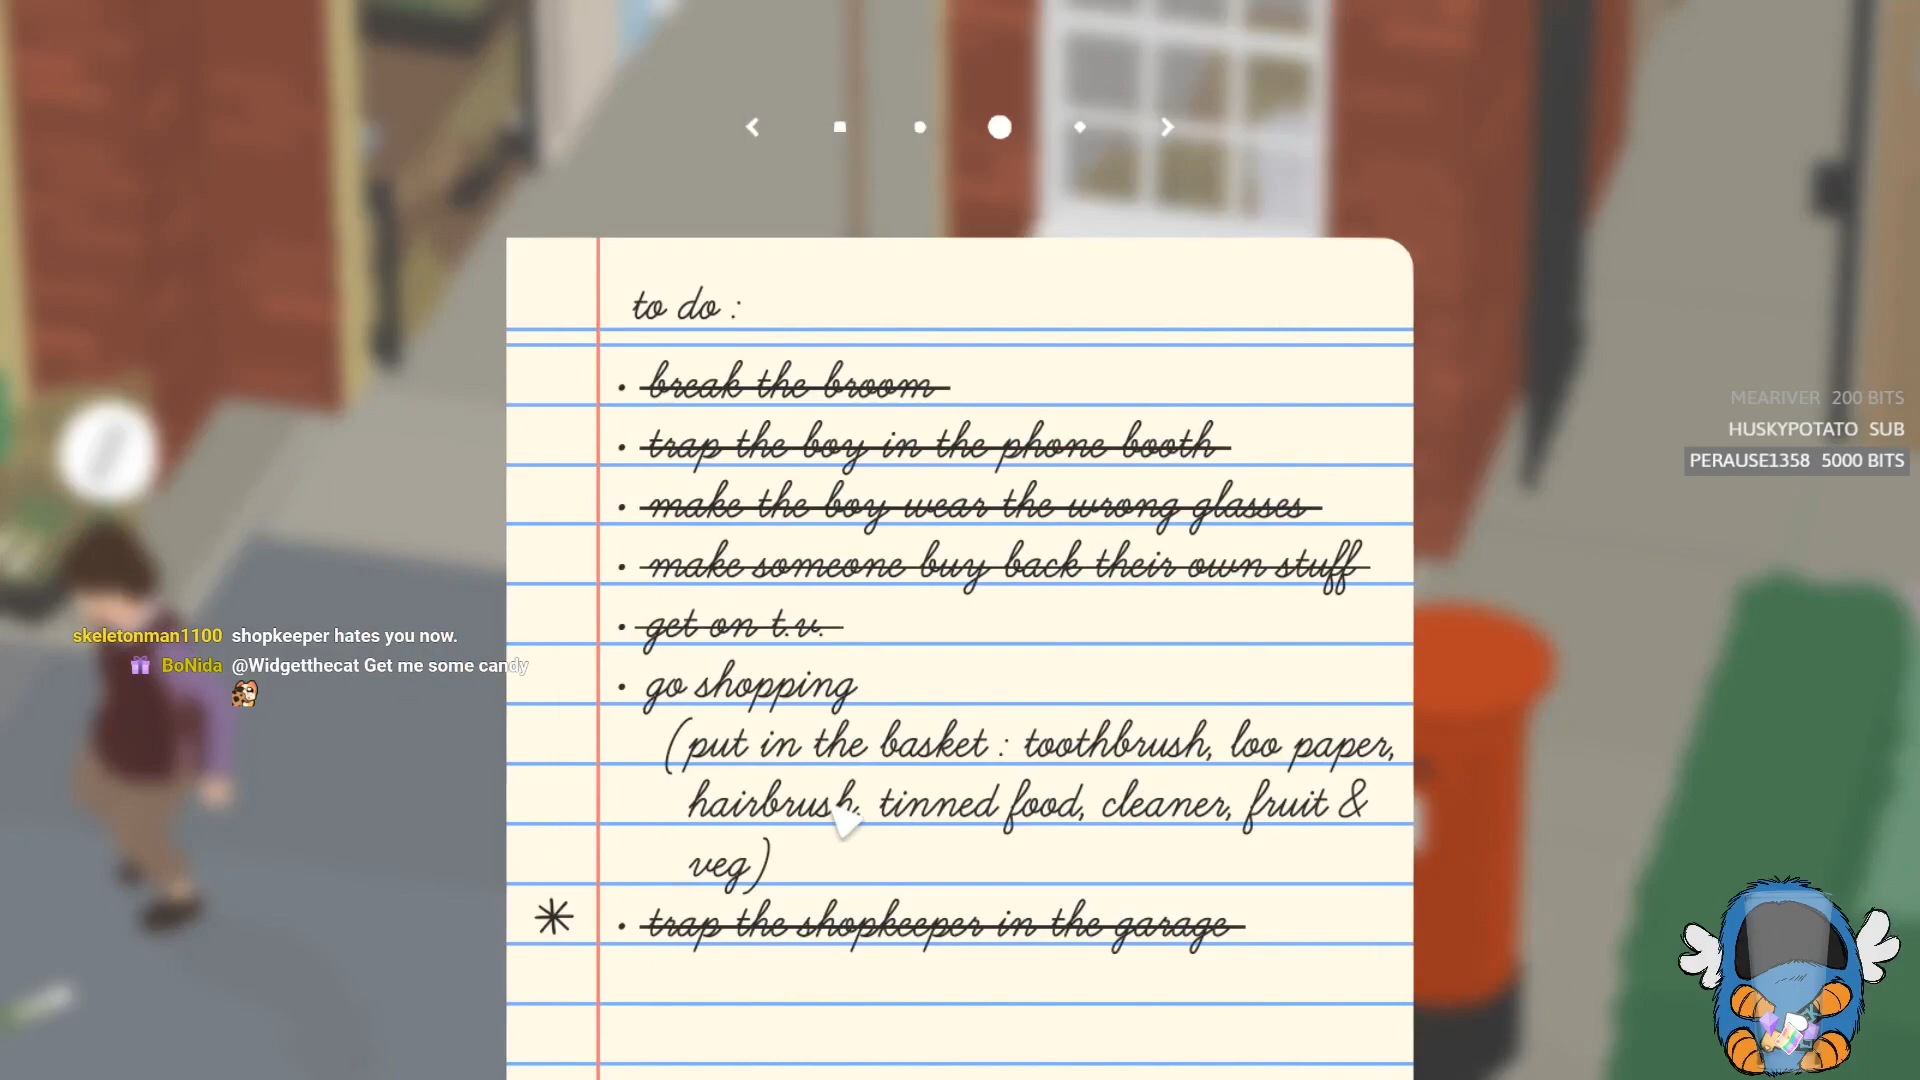 to do :
• break the broom
• trap the boy in the phone booth
• make the boy wear the wrong glasses
• make someone buy back their own stuff
• get on t.v.
• go shopping
(put in the basket : toothbrush, loo paper,
hairbrush, tinned food, cleaner, fruit &
veg)
* • trap the shopkeeper in the garage
MEARIVER 200 BITS
HUSKYPOTATO SUB
PERAUSE1358 5000 BITS
skeletonman1100 shopkeeper hates you now.
BoNida @Widgetthecat Get me some candy